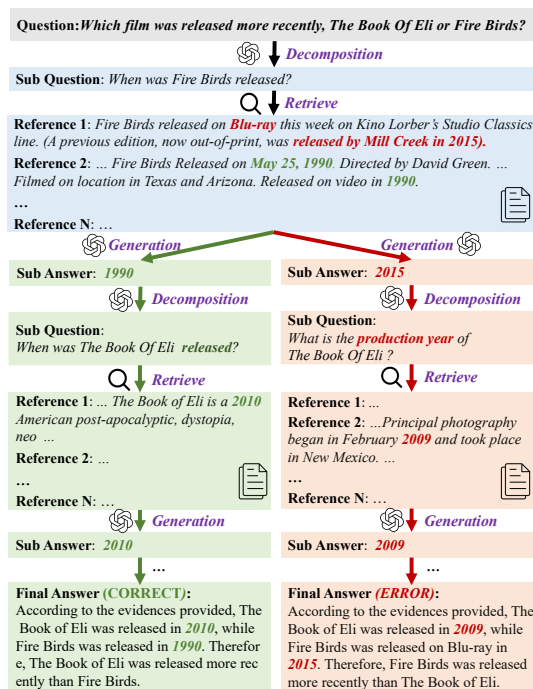 Question:Which film was released more recently, The Book Of Eli or Fire Birds?
Decomposition
Sub Question: When was Fire Birds released?
Retrieve
Reference 1: Fire Birds released on Blu-ray this week on Kino Lorber's Studio Classics
line. (A previous edition, now out-of-print, was released by Mill Creek in 2015).
Reference 2: … Fire Birds Released on May 25, 1990. Directed by David Green. …
Filmed on location in Texas and Arizona. Released on video in 1990.
…
Reference N: …
Generation
Sub Answer: 1990
Decomposition
Sub Question:
When was The Book Of Eli released?
Retrieve
Reference 1: … The Book of Eli is a 2010
American post-apocalyptic, dystopia,
neo …
Reference 2: …
…
Reference N: …
Generation
Sub Answer: 2010
…
Final Answer (CORRECT):
According to the evidences provided, The
Book of Eli was released in 2010, while
Fire Birds was released in 1990. Therefor
e, The Book of Eli was released more rec
ently than Fire Birds.
Generation
Sub Answer: 2015
Decomposition
Sub Question:
What is the production year of
The Book Of Eli ?
Retrieve
Reference 1: …
Reference 2: …Principal photography
began in February 2009 and took place
in New Mexico. …
…
Reference N: …
Generation
Sub Answer: 2009
…
Final Answer (ERROR):
According to the evidences provided, The
Book of Eli was released in 2009, while
Fire Birds was released on Blu-ray in
2015. Therefore, Fire Birds was released
more recently than The Book of Eli.